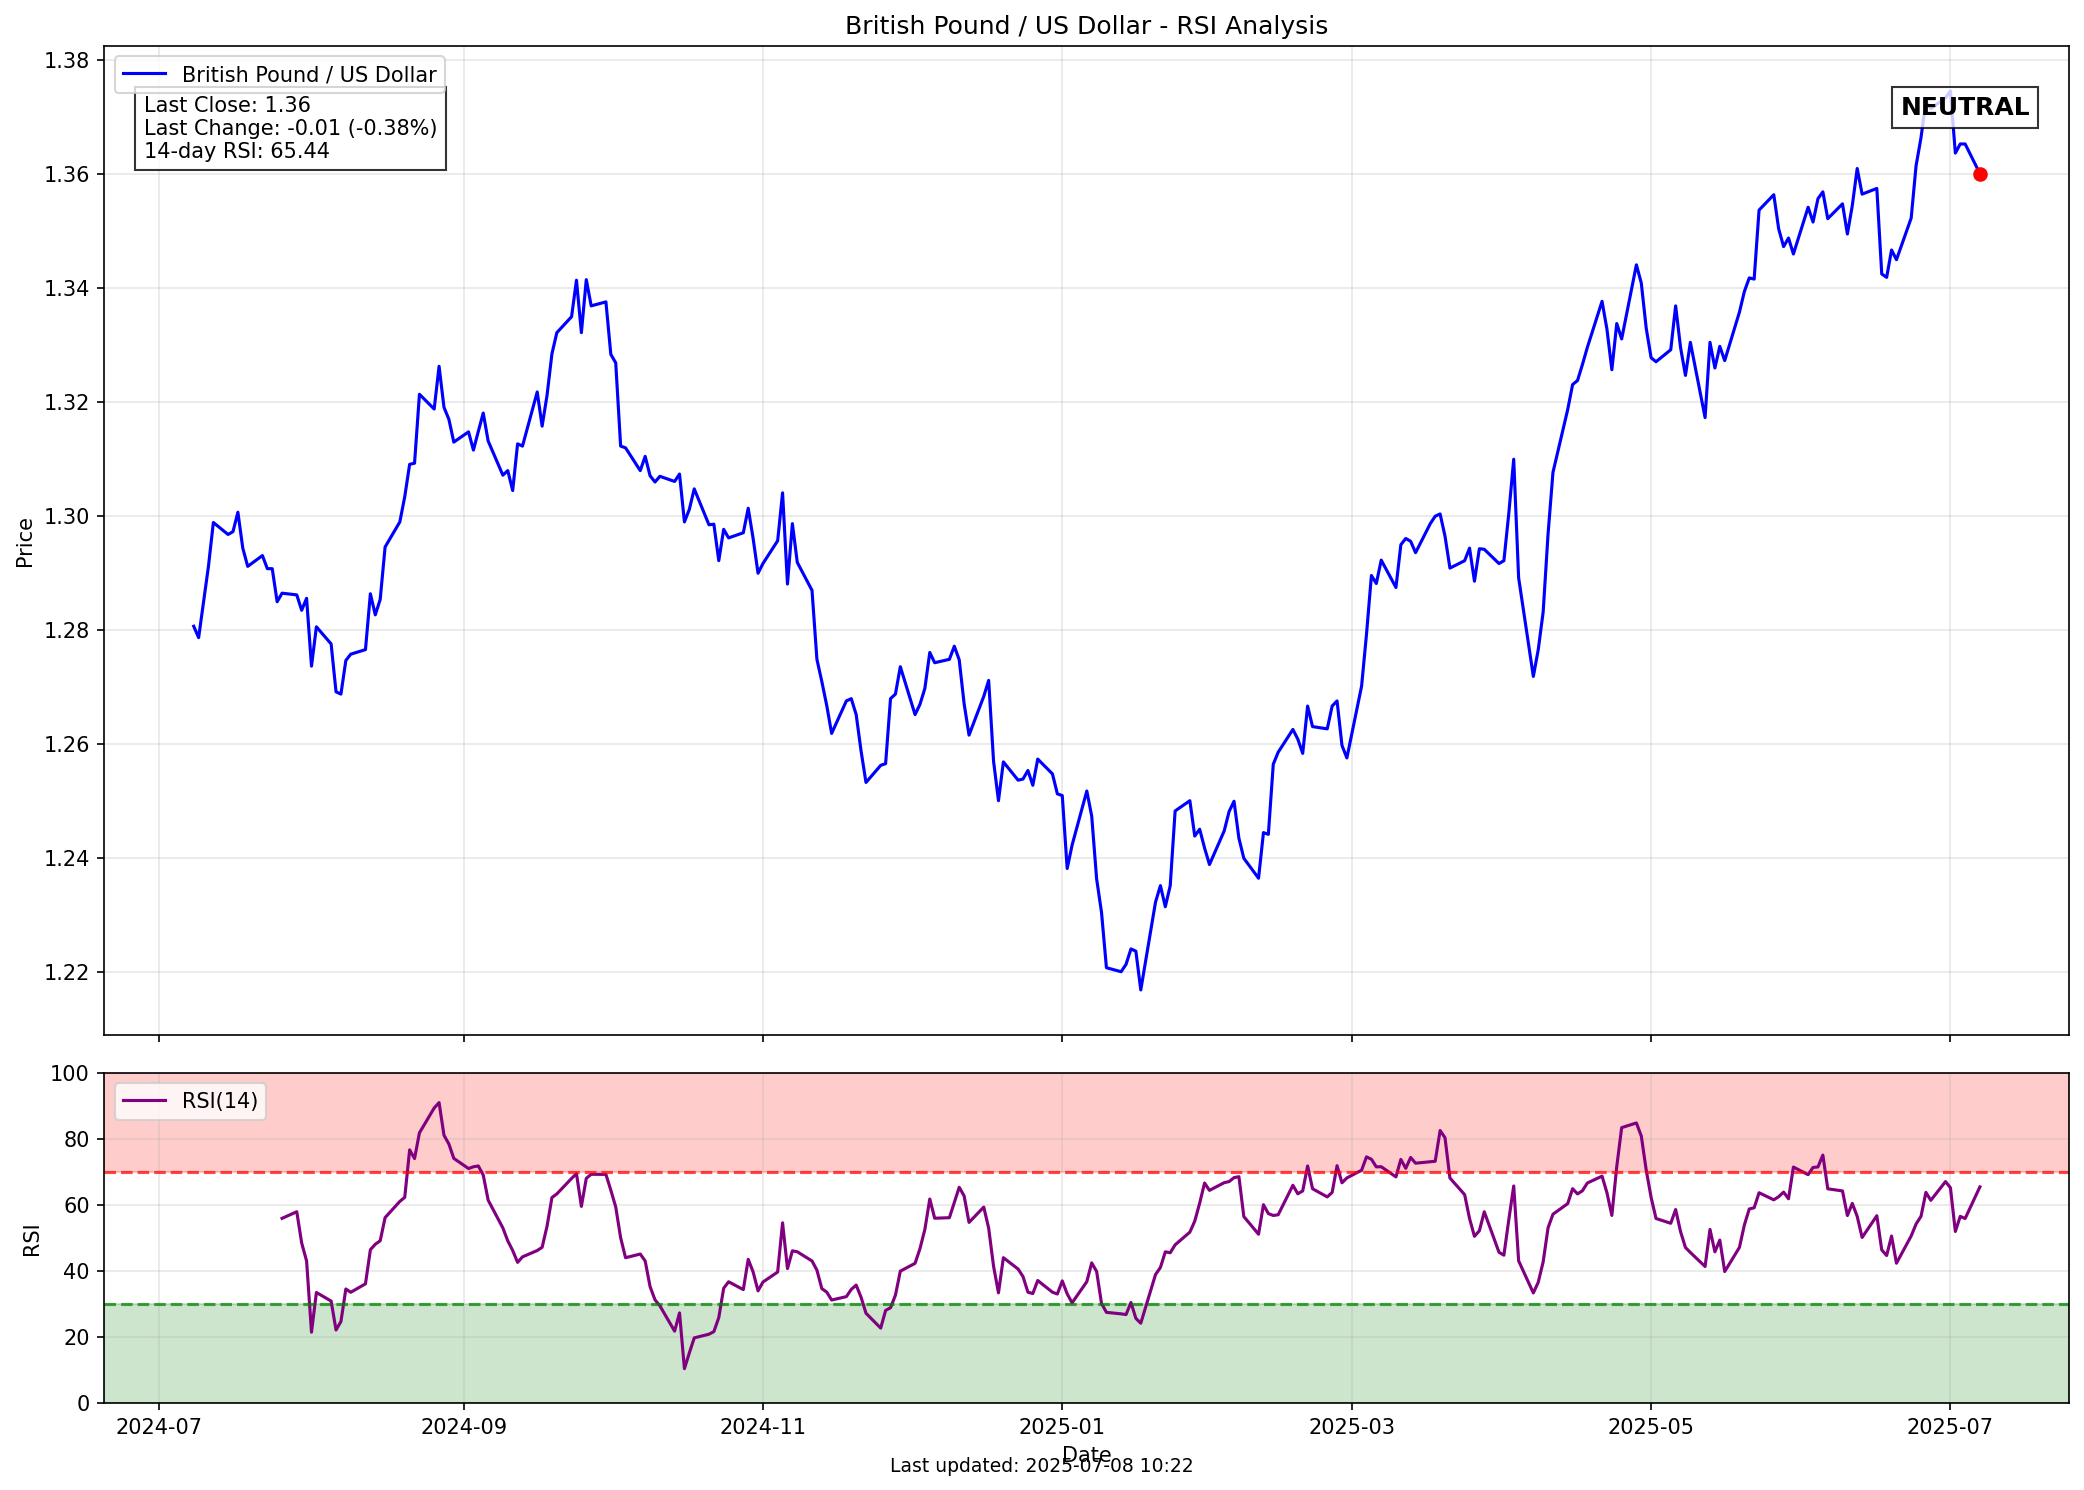 British Pound / US Dollar - RSI Analysis
British Pound / US Dollar
Last Close: 1.36
Last Change: -0.01 (-0.38%)
14-day RSI: 65.44
NEUTRAL
1.38
1.36
1.34
1.32
1.30
1.28
1.26
1.24
1.22
Price
RSI(14)
100
80
60
40
20
0
RSI
2024-07
2024-09
2024-11
2025-01
2025-03
2025-05
2025-07
Date
Last updated: 2025-07-08 10:22